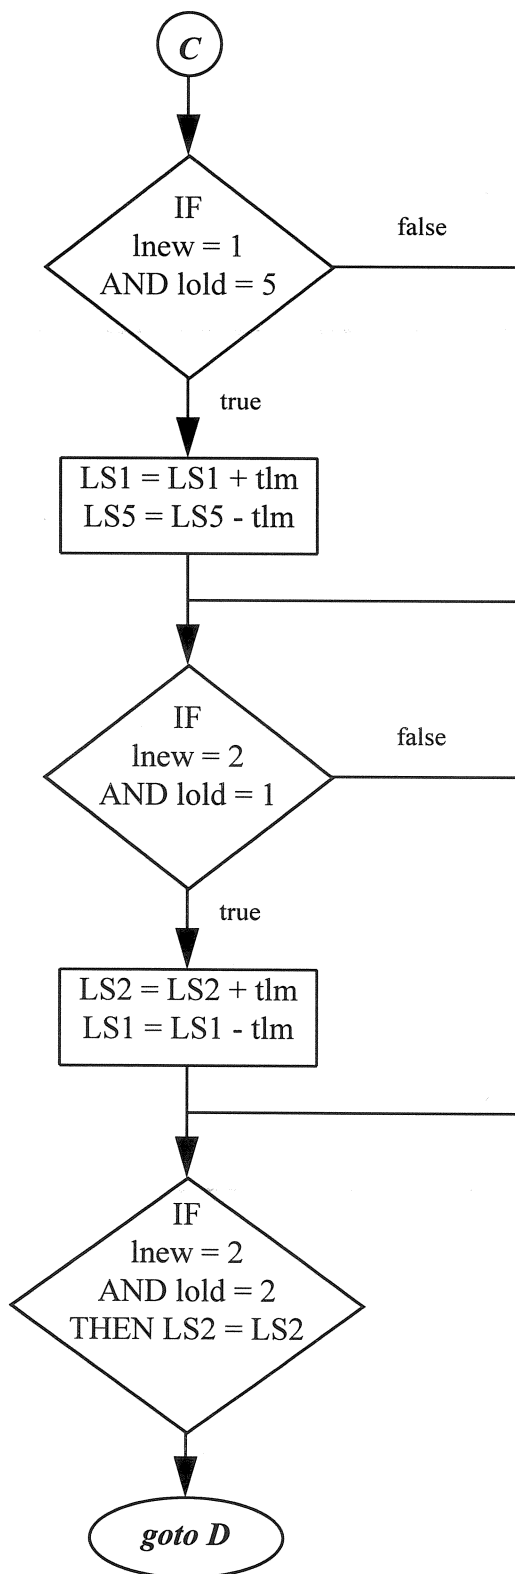 C
IF
lnew = 1
AND lold = 5
false
true
LS1 = LS1 + tlm
LS5 = LS5 - tlm
IF
lnew = 2
AND lold = 1
false
true
LS2 = LS2 + tlm
LS1 = LS1 - tlm
IF
lnew = 2
AND lold = 2
THEN LS2 = LS2
goto D